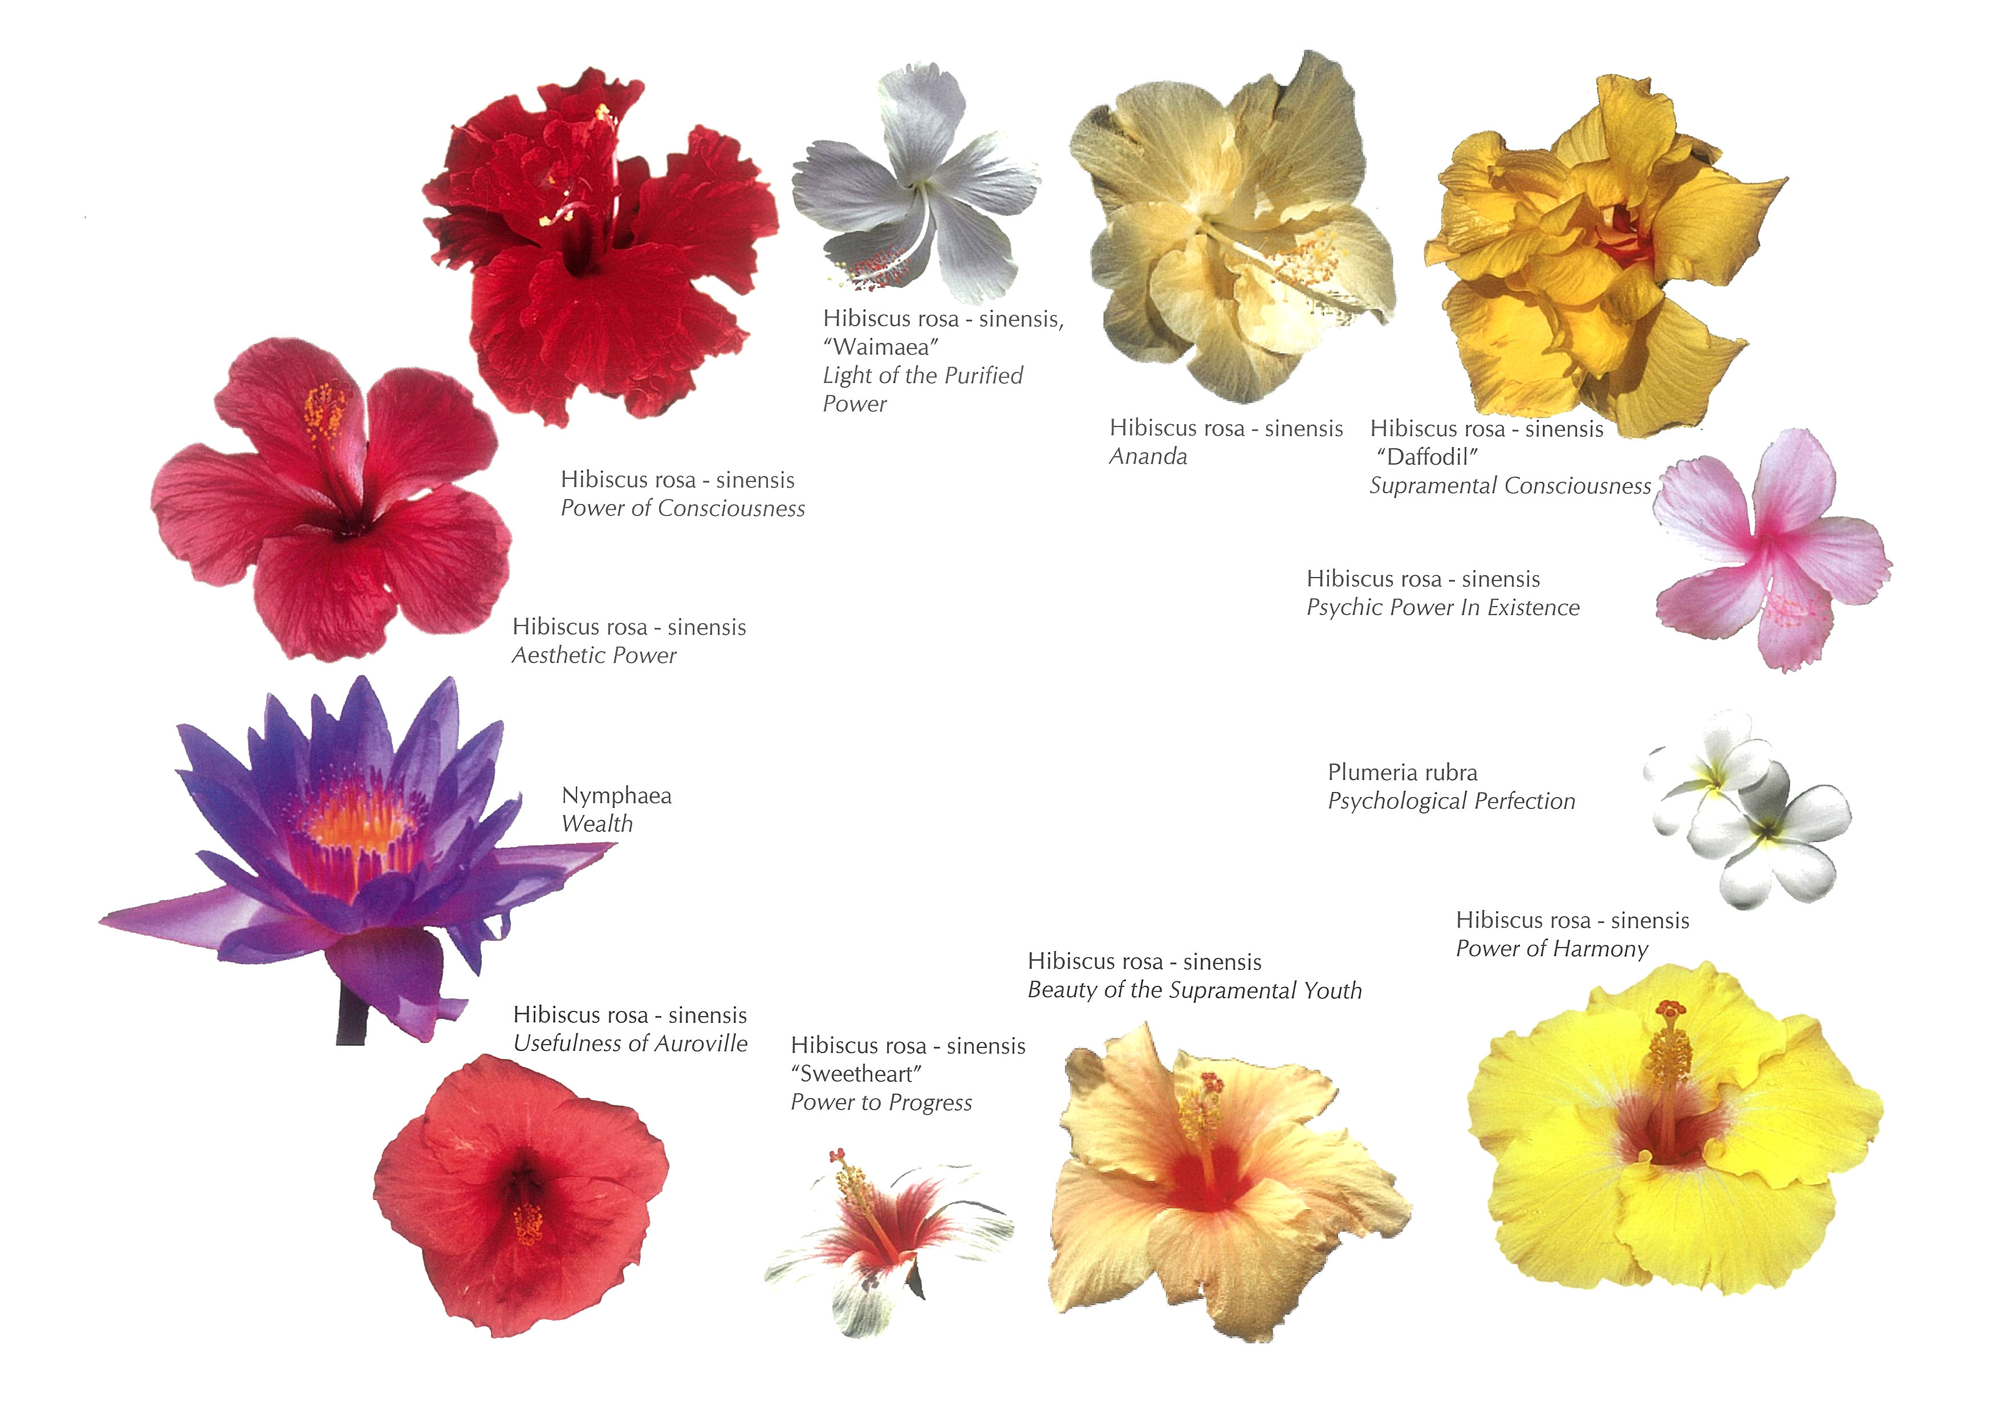 Hibiscus rosa - sinensis,
“Waimaea”
Light of the Purified
Power
Hibiscus rosa - sinensis
Ananda
Hibiscus rosa - sinensis
“Daffodil”
Supramental Consciousness
Hibiscus rosa - sinensis
Power of Consciousness
Hibiscus rosa - sinensis
Psychic Power In Existence
Hibiscus rosa - sinensis
Aesthetic Power
Nymphaea
Wealth
Plumeria rubra
Psychological Perfection
Hibiscus rosa - sinensis
Power of Harmony
Hibiscus rosa - sinensis
Beauty of the Supramental Youth
Hibiscus rosa - sinensis
Usefulness of Auroville
Hibiscus rosa - sinensis
“Sweetheart”
Power to Progress